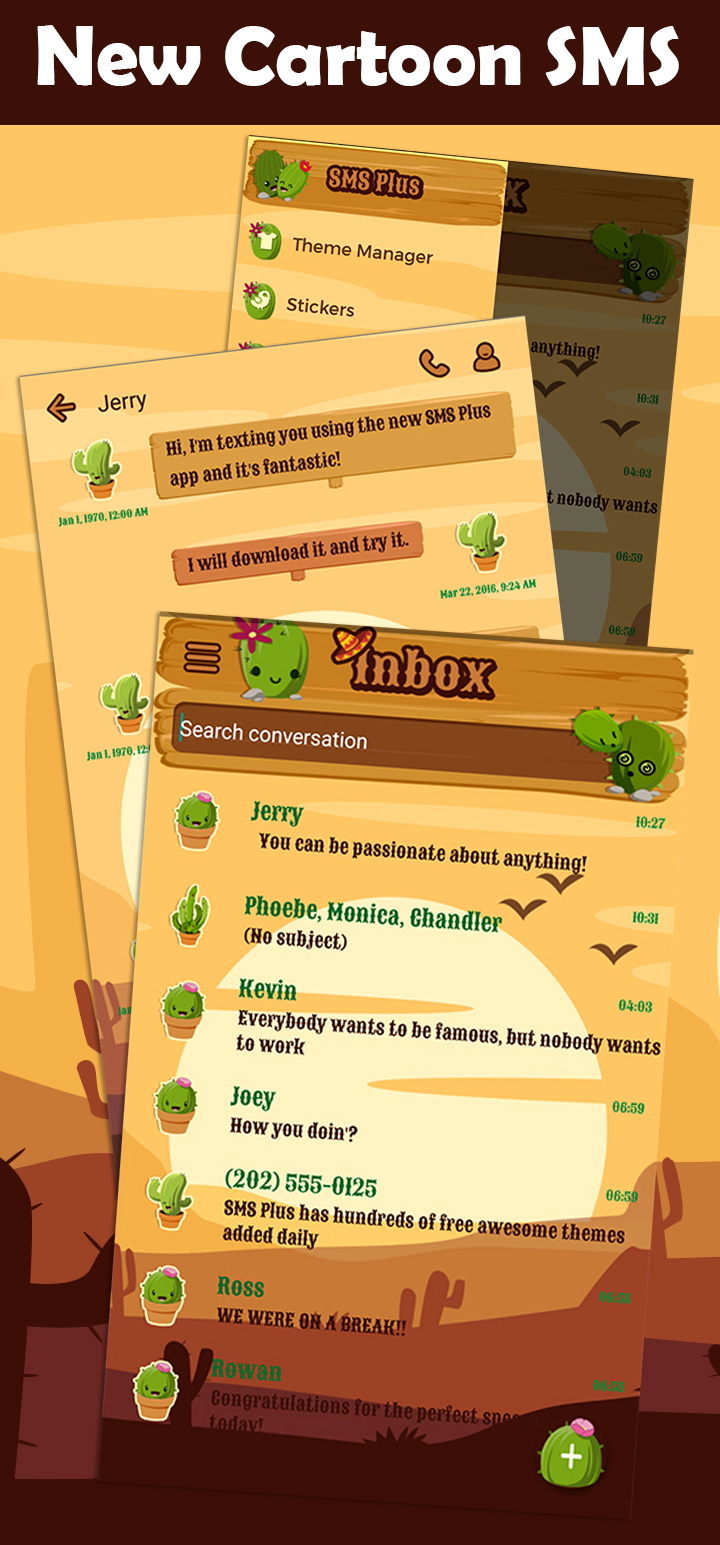 New Cartoon SMS
SMS Plus
X
Theme Manager
Stickers
10:27
anything!
10:31
04:03
t nobody wants
06:59
06:59
Jerry
Hi, I'm texting you using the new SMS Plus
app and it's fantastic!
Jan 1, 1970, 12:00 AM
I will download it and try it.
Mar 22, 2016, 9:24 AM
Jan 1, 1970, 12:
Jan
inbox
Search conversation
Jerry
10:27
You can be passionate about anything!
Phoebe, Monica, Chandler
10:31
(No subject)
Kevin
04:03
Everybody wants to be famous, but nobody wants
to work
Joey
06:59
How you doin'?
(202) 555-0125
06:59
SMS Plus has hundreds of free awesome themes
added daily
Ross
06:53
WE WERE ON A BREAK!!
Rowan
Congratulations for the perfect
today!
+